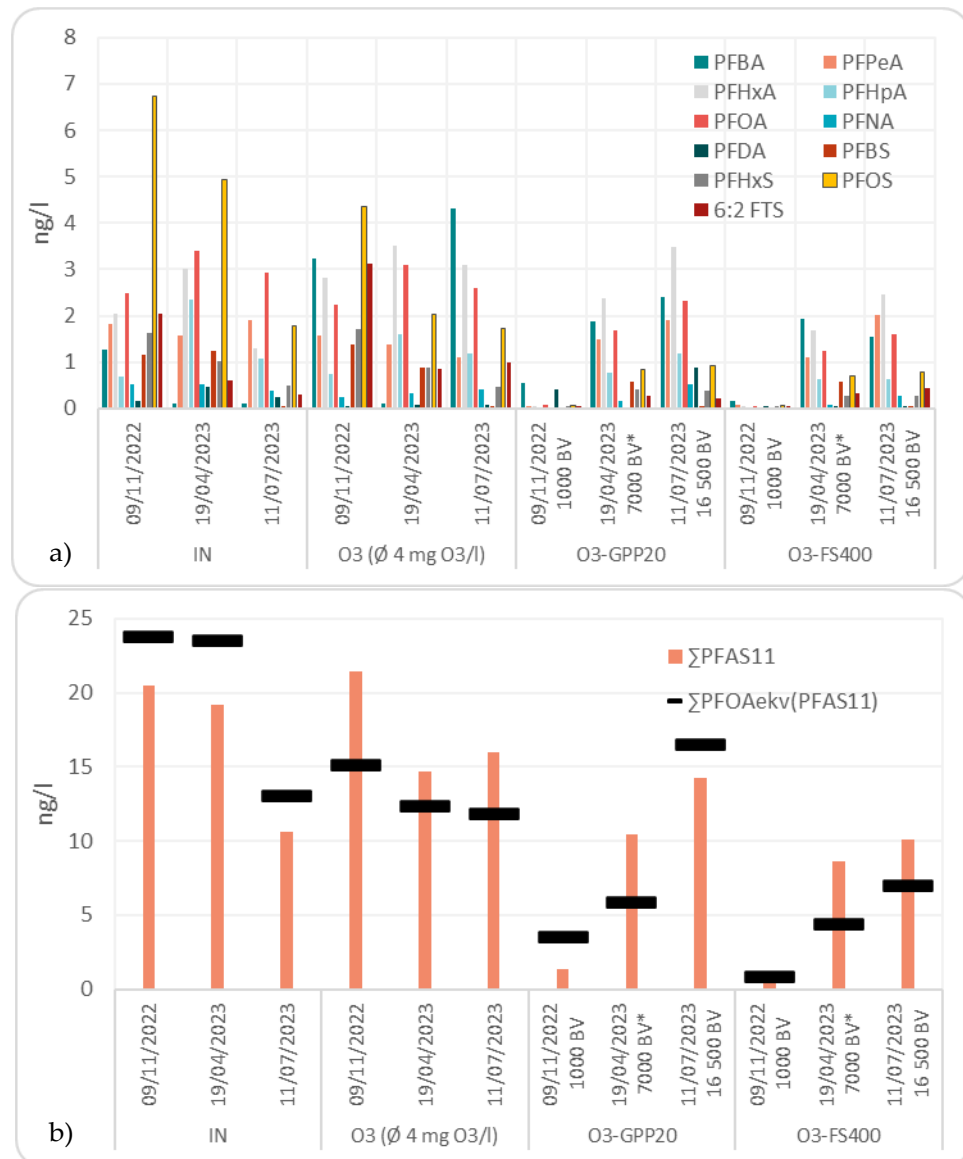 8
7
6
5
4
3
2
1
0
ng/l
PFBA PFPeA
PFHxA PFHpA
PFOA PFNA
PFDA PFBS
PFHxS PFOS
6:2 FTS
09/11/2022
19/04/2023
11/07/2023
09/11/2022
19/04/2023
11/07/2023
09/11/2022
1000 BV
19/04/2023
7000 BV*
11/07/2023
16 500 BV
09/11/2022
1000 BV
19/04/2023
7000 BV*
11/07/2023
16 500 BV
a) IN O3 (Ø 4 mg O3/l) O3-GPP20 O3-FS400
25
20
15
10
5
0
ng/l
∑PFAS11
∑PFOAekv(PFAS11)
09/11/2022
19/04/2023
11/07/2023
09/11/2022
19/04/2023
11/07/2023
09/11/2022
1000 BV
19/04/2023
7000 BV*
11/07/2023
16 500 BV
09/11/2022
1000 BV
19/04/2023
7000 BV*
11/07/2023
16 500 BV
b) IN O3 (Ø 4 mg O3/l) O3-GPP20 O3-FS400